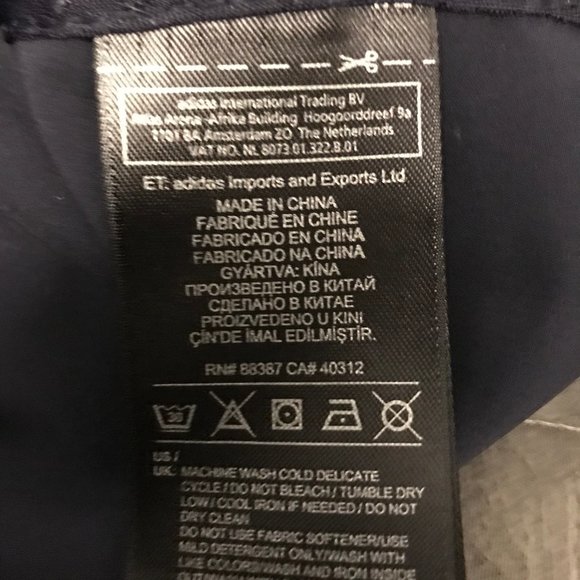 adidas International Trading BV
Atlas Arena -Afrika Building Hoogoorddreef 9a
1101 BA Amsterdam ZO The Netherlands
VAT NO. NL 8073.01.322.B.01
ET: adidas Imports and Exports Ltd
MADE IN CHINA
FABRIQUÉ EN CHINE
FABRICADO EN CHINA
FABRICADO NA CHINA
GYÁRTVA: KÍNA
ПРОИЗВЕДЕНО В КИТАЙ
СДЕЛАНО В КИТАЕ
PROIZVEDENO U KINI
ÇİN'DE İMAL EDİLMİŞTİR.
RN# 88387 CA# 40312
30
US /
UK: MACHINE WASH COLD DELICATE
CYCLE / DO NOT BLEACH / TUMBLE DRY
LOW / COOL IRON IF NEEDED / DO NOT
DRY CLEAN
DO NOT USE FABRIC SOFTENER/USE
MILD DETERGENT ONLY/WASH WITH
LIKE COLORS/WASH AND IRON INSIDE